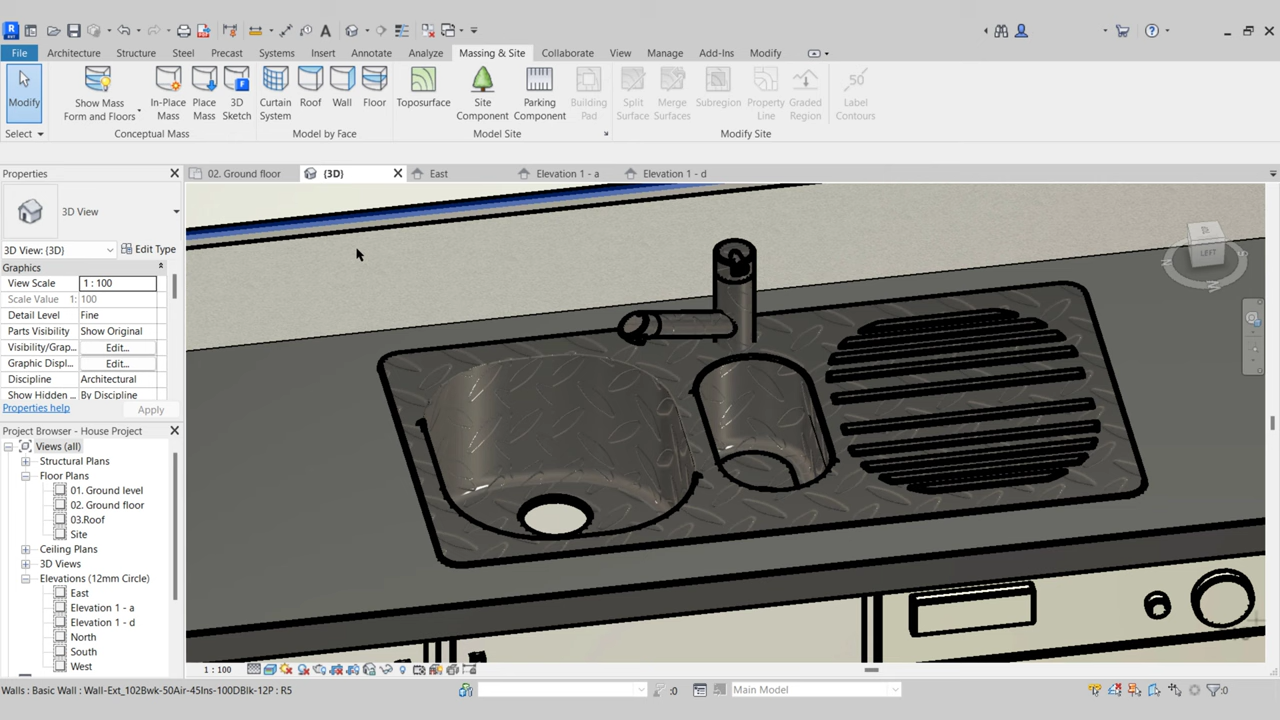 File Architecture Structure Steel Precast Systems Insert Annotate Analyze Massing & Site Collaborate View Manage Add-Ins Modify
Modify Show Mass In-Place Place 3D Curtain Roof Wall Floor Toposurface Site Parking Building Split Merge Subregion Property Graded Label
Form and Floors Mass Mass Sketch System Component Component Pad Surface Surfaces Line Region Contours
Select Conceptual Mass Model by Face Model Site Modify Site
Properties 02. Ground floor {3D} East Elevation 1 - a Elevation 1 - d
3D View
3D View: {3D} Edit Type
Graphics
View Scale 1 : 100
Scale Value 1: 100
Detail Level Fine
Parts Visibility Show Original
Visibility/Grap... Edit...
Graphic Displ... Edit...
Discipline Architectural
Show Hidden ... By Discipline
Properties help Apply
Project Browser - House Project
Views (all)
Structural Plans
Floor Plans
01. Ground level
02. Ground floor
03.Roof
Site
Ceiling Plans
3D Views
Elevations (12mm Circle)
East
Elevation 1 - a
Elevation 1 - d
North
South
West
LEFT
1 : 100
Walls : Basic Wall : Wall-Ext_102Bwk-50Air-45Ins-100DBlk-12P : R5 :0 Main Model :0